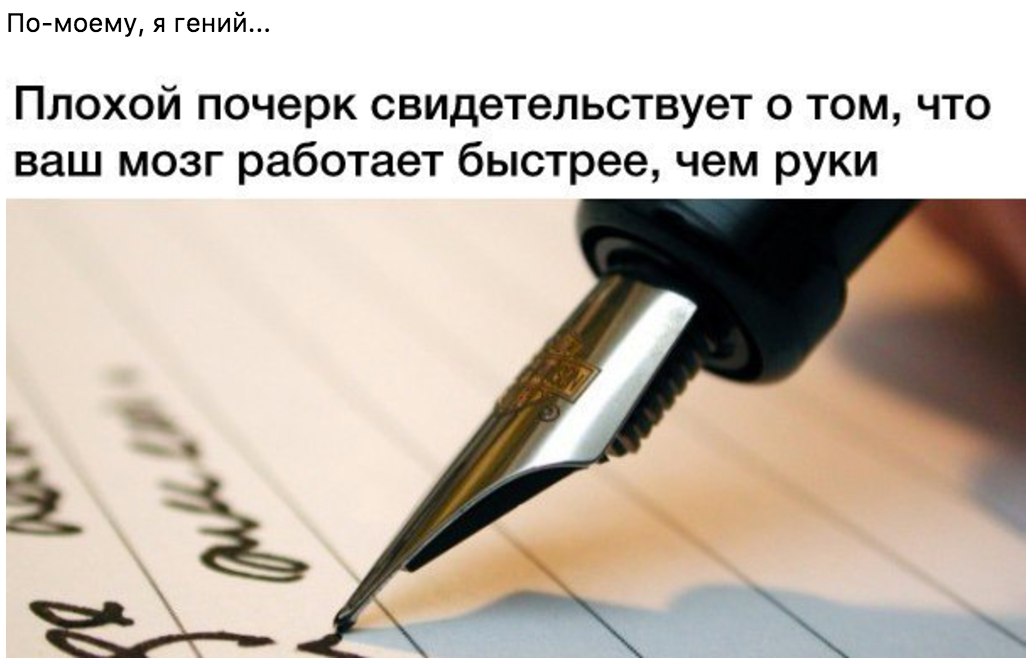 По-моему, я гений...
Плохой почерк свидетельствует о том, что
ваш мозг работает быстрее, чем руки